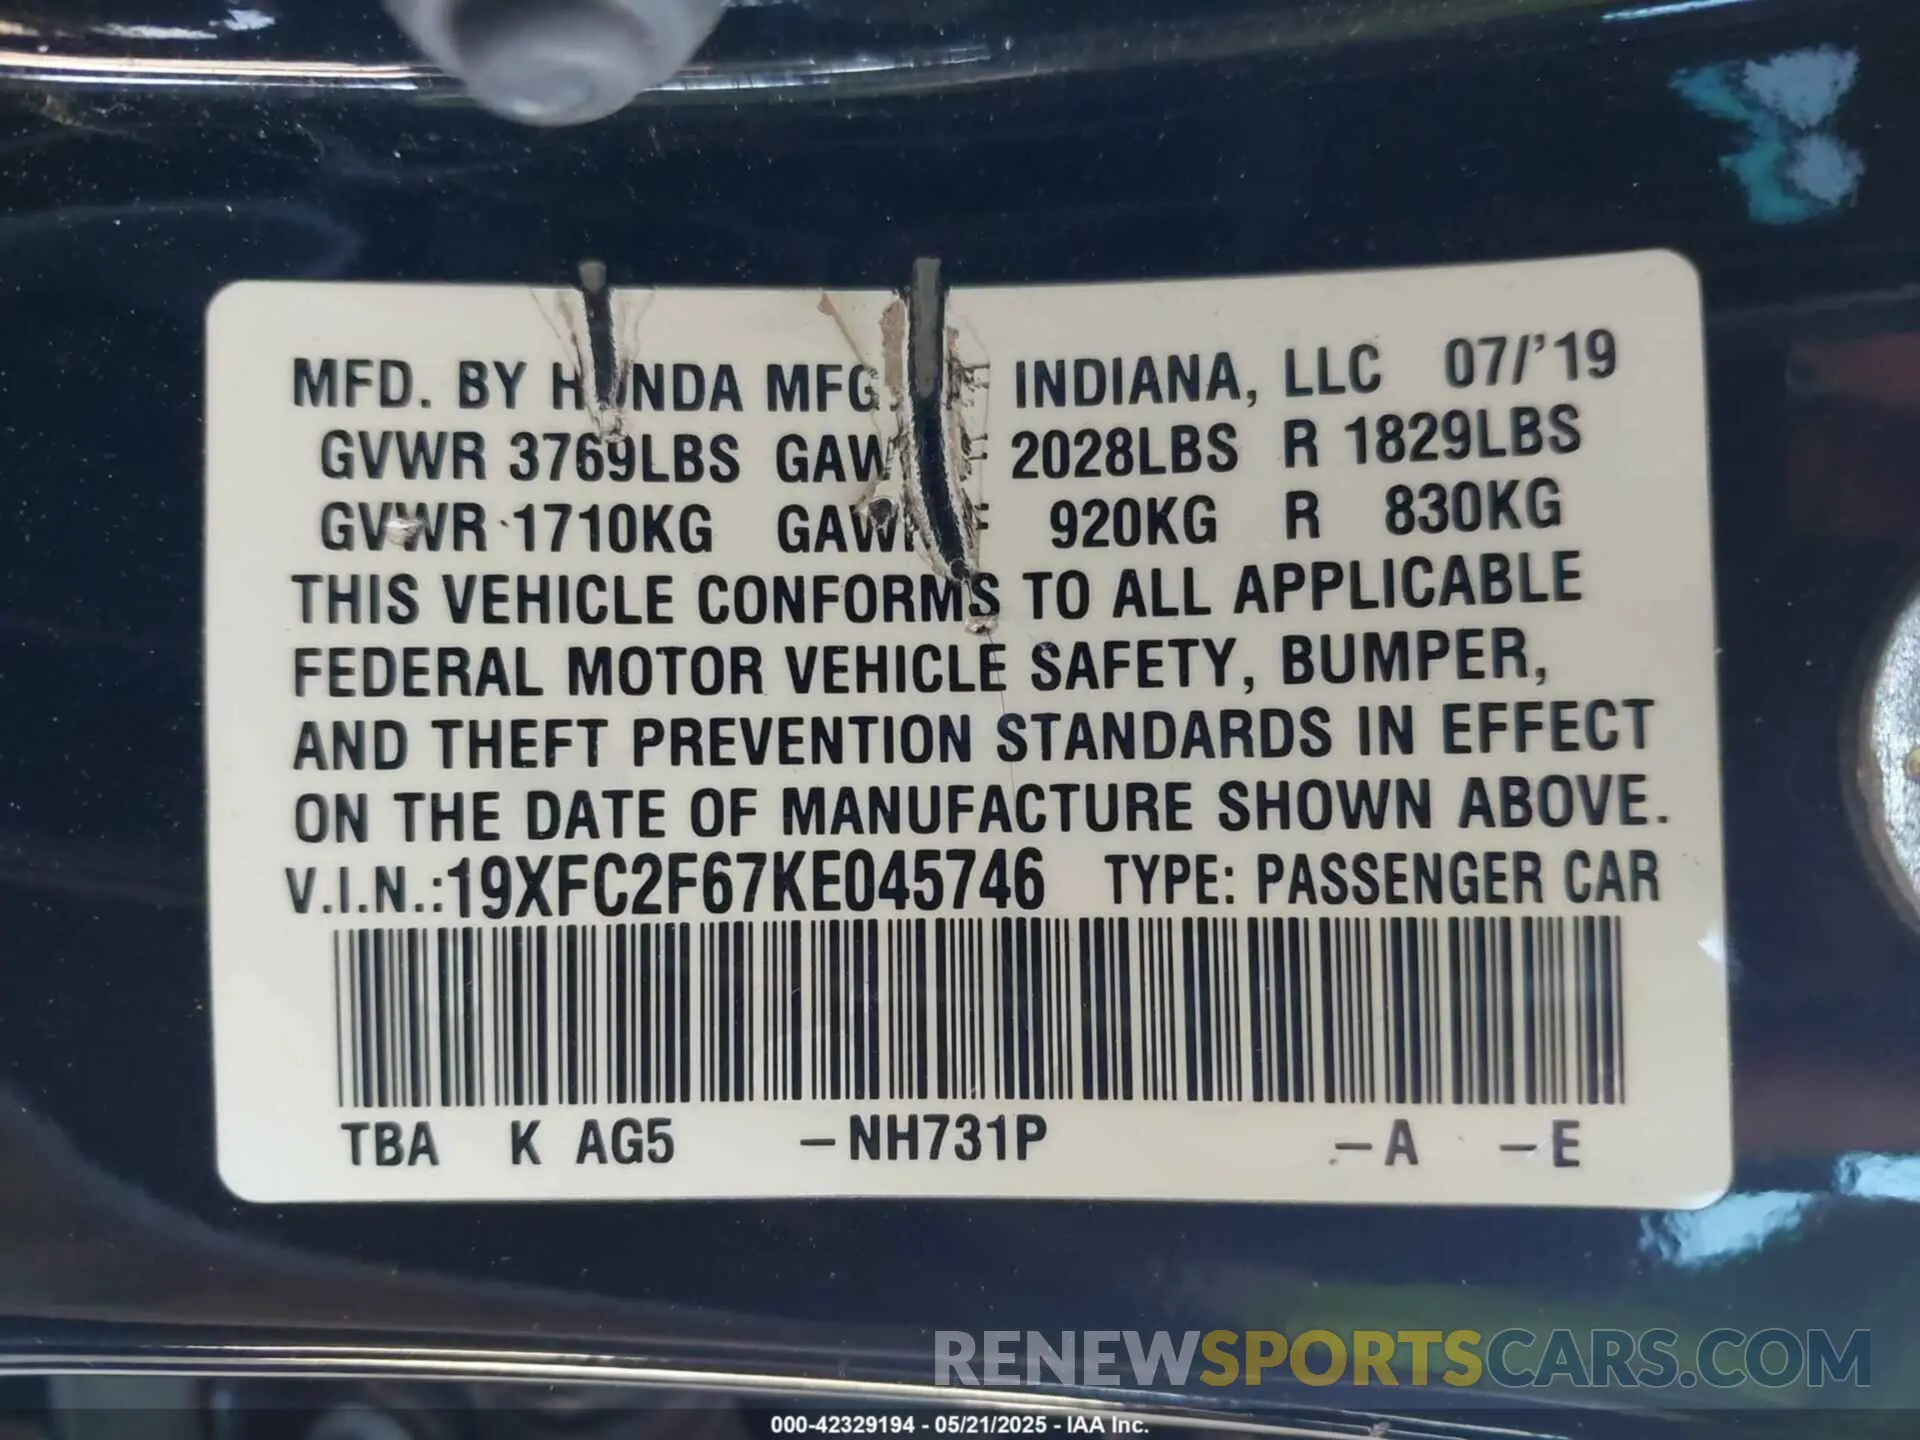 MFD. BY HONDA MFG. INDIANA, LLC 07/'19
GVWR 3769LBS GAWR F 2028LBS R 1829LBS
GVWR 1710KG GAWR F 920KG R 830KG
THIS VEHICLE CONFORMS TO ALL APPLICABLE
FEDERAL MOTOR VEHICLE SAFETY, BUMPER,
AND THEFT PREVENTION STANDARDS IN EFFECT
ON THE DATE OF MANUFACTURE SHOWN ABOVE.
V.I.N.:19XFC2F67KE045746 TYPE: PASSENGER CAR
TBA K AG5 –NH731P –A –E
RENEWSPORTSCARS.COM
000-42329194 - 05/21/2025 - IAA Inc.